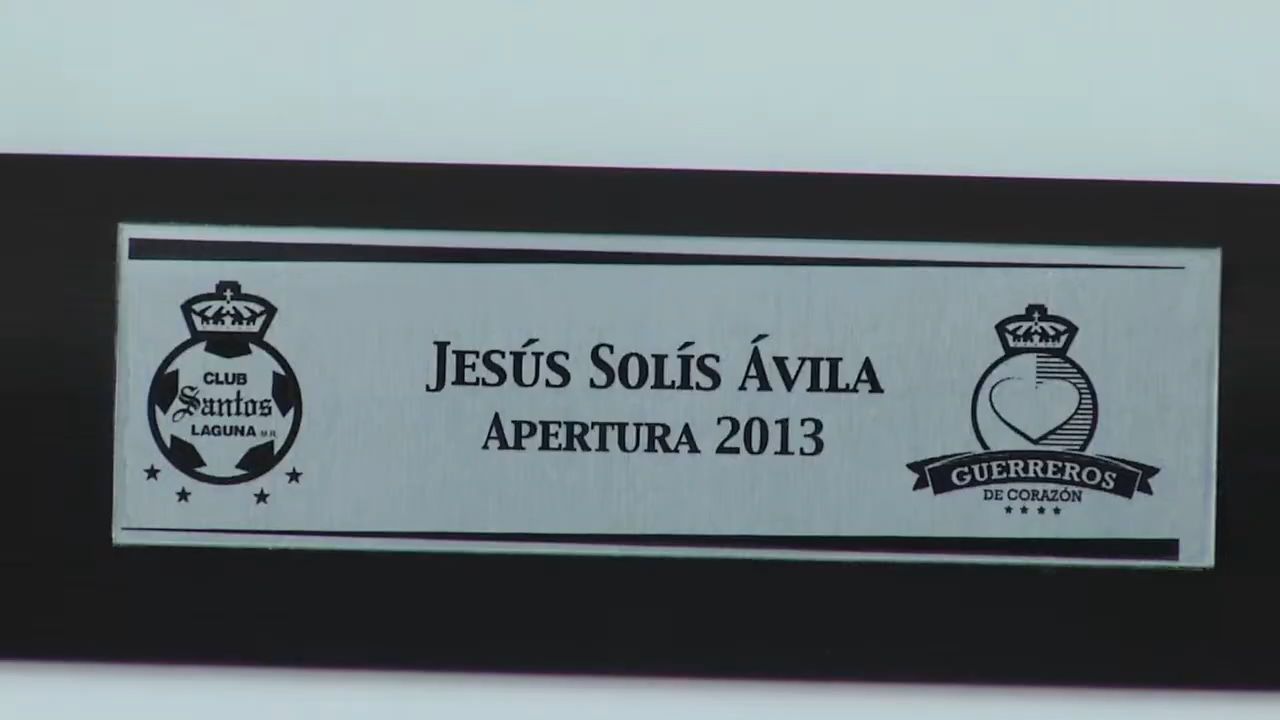 CLUB
Santos
LAGUNA M.R.
JESÚS SOLÍS ÁVILA
APERTURA 2013
GUERREROS
DE CORAZÓN